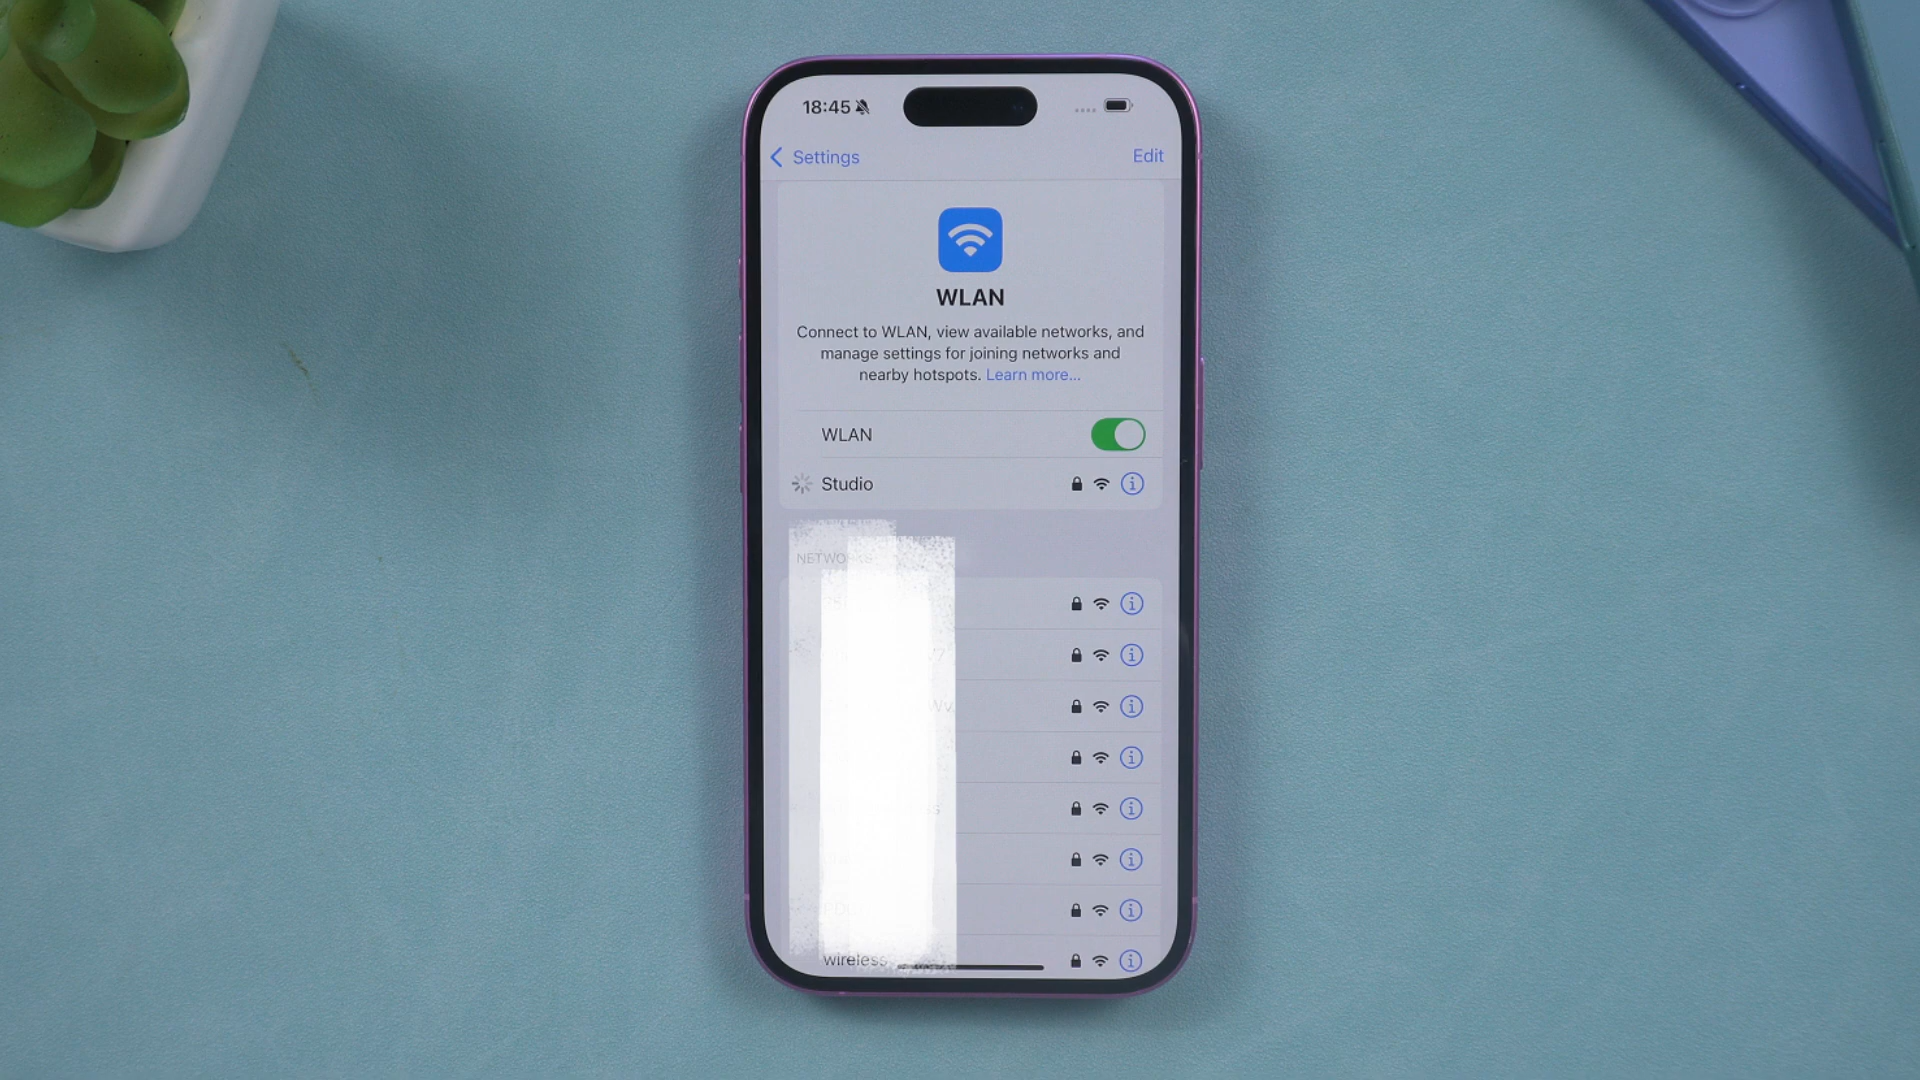 18:45
Settings
Edit
WLAN
Connect to WLAN, view available networks, and
manage settings for joining networks and
nearby hotspots. Learn more...
WLAN
Studio
wireless